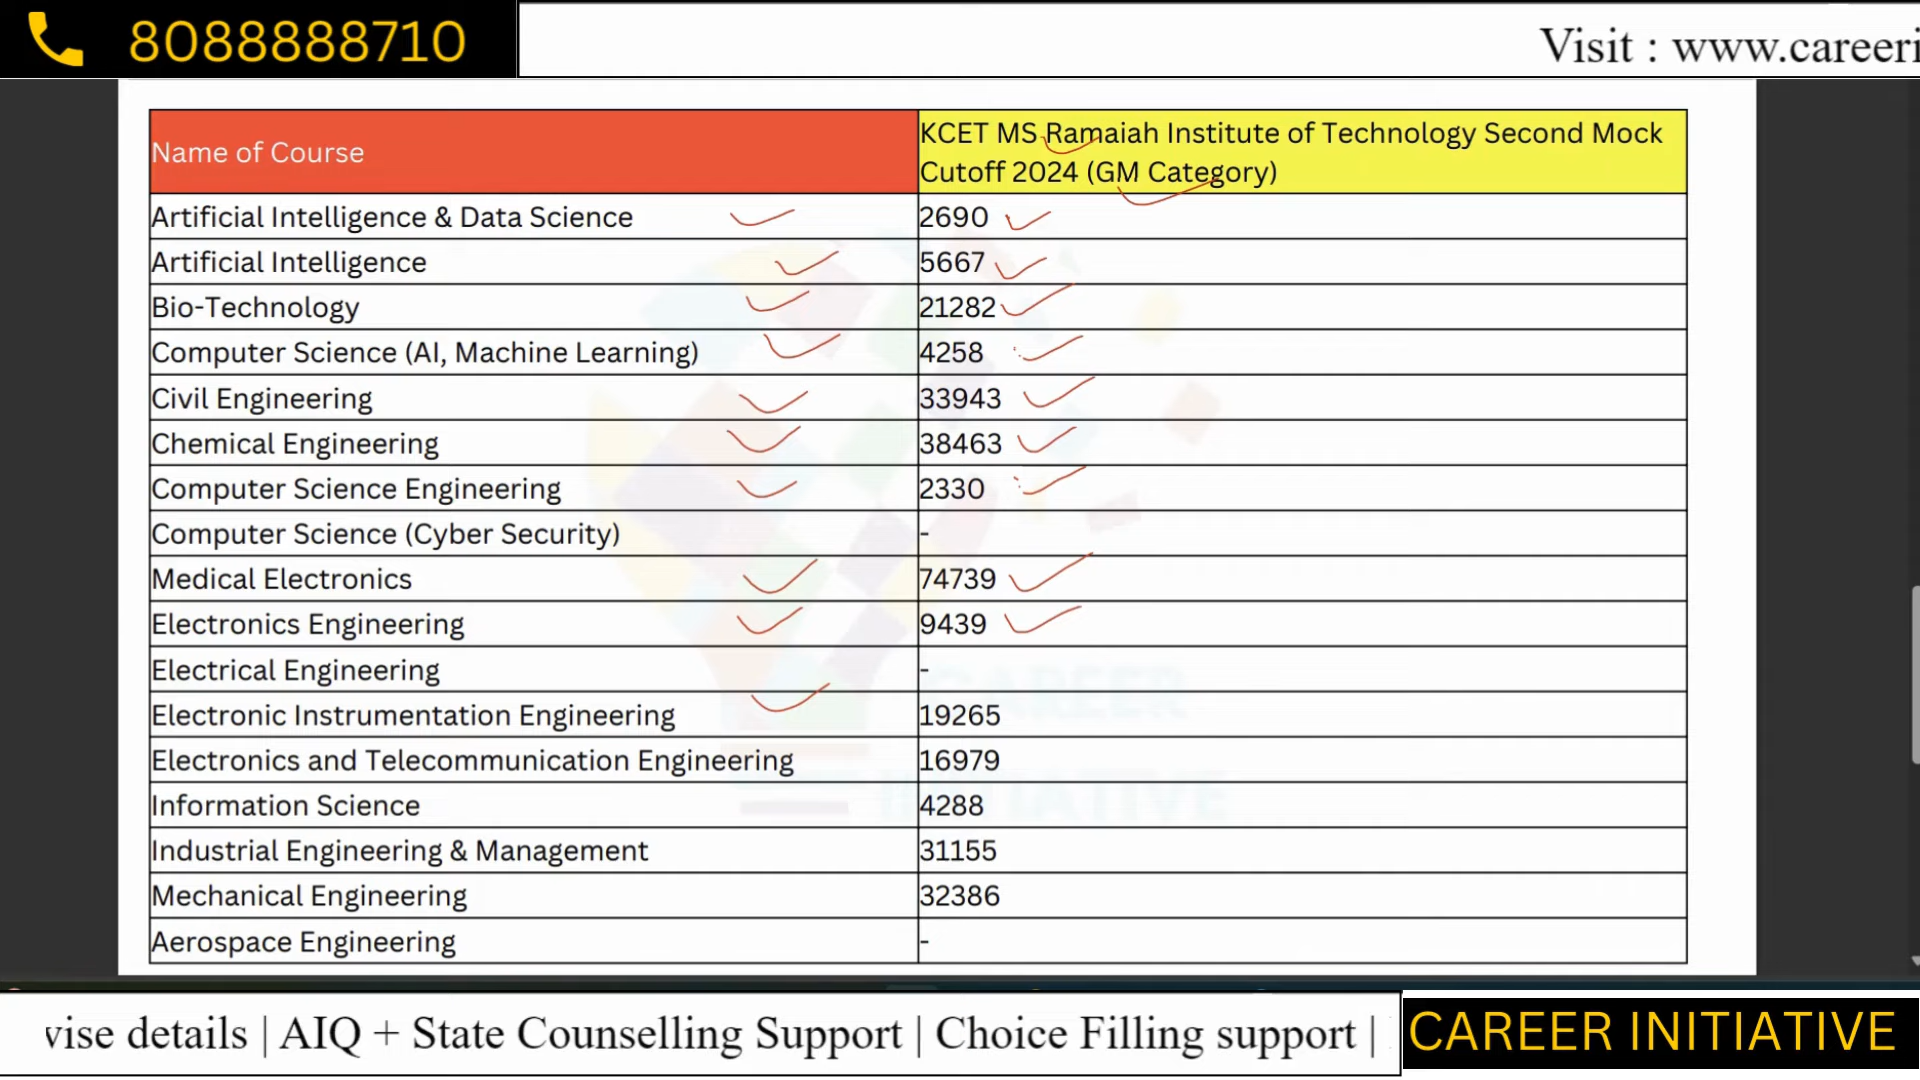 8088888710
Visit : www.careeri
Name of Course
KCET MS Ramaiah Institute of Technology Second Mock
Cutoff 2024 (GM Category)
Artificial Intelligence & Data Science 2690
Artificial Intelligence 5667
Bio-Technology 21282
Computer Science (AI, Machine Learning) 4258
Civil Engineering 33943
Chemical Engineering 38463
Computer Science Engineering 2330
Computer Science (Cyber Security) -
Medical Electronics 74739
Electronics Engineering 9439
Electrical Engineering -
Electronic Instrumentation Engineering 19265
Electronics and Telecommunication Engineering 16979
Information Science 4288
Industrial Engineering & Management 31155
Mechanical Engineering 32386
Aerospace Engineering -
CAREER
INITIATIVE
vise details | AIQ + State Counselling Support | Choice Filling support |
CAREER INITIATIVE